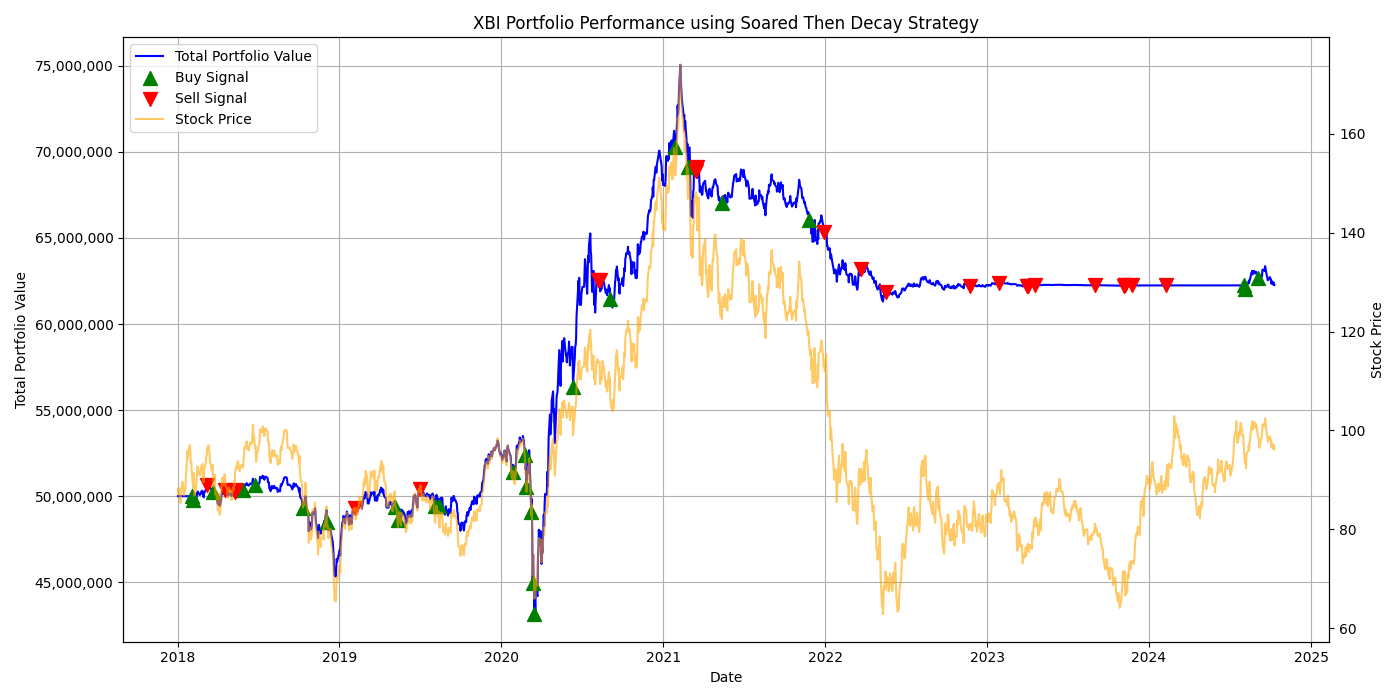 XBI Portfolio Performance using Soared Then Decay Strategy
Total Portfolio Value
Buy Signal
Sell Signal
Stock Price
75,000,000
70,000,000
65,000,000
60,000,000
55,000,000
50,000,000
45,000,000
Total Portfolio Value
160
140
120
100
80
60
Stock Price
2018 2019 2020 2021 2022 2023 2024 2025
Date